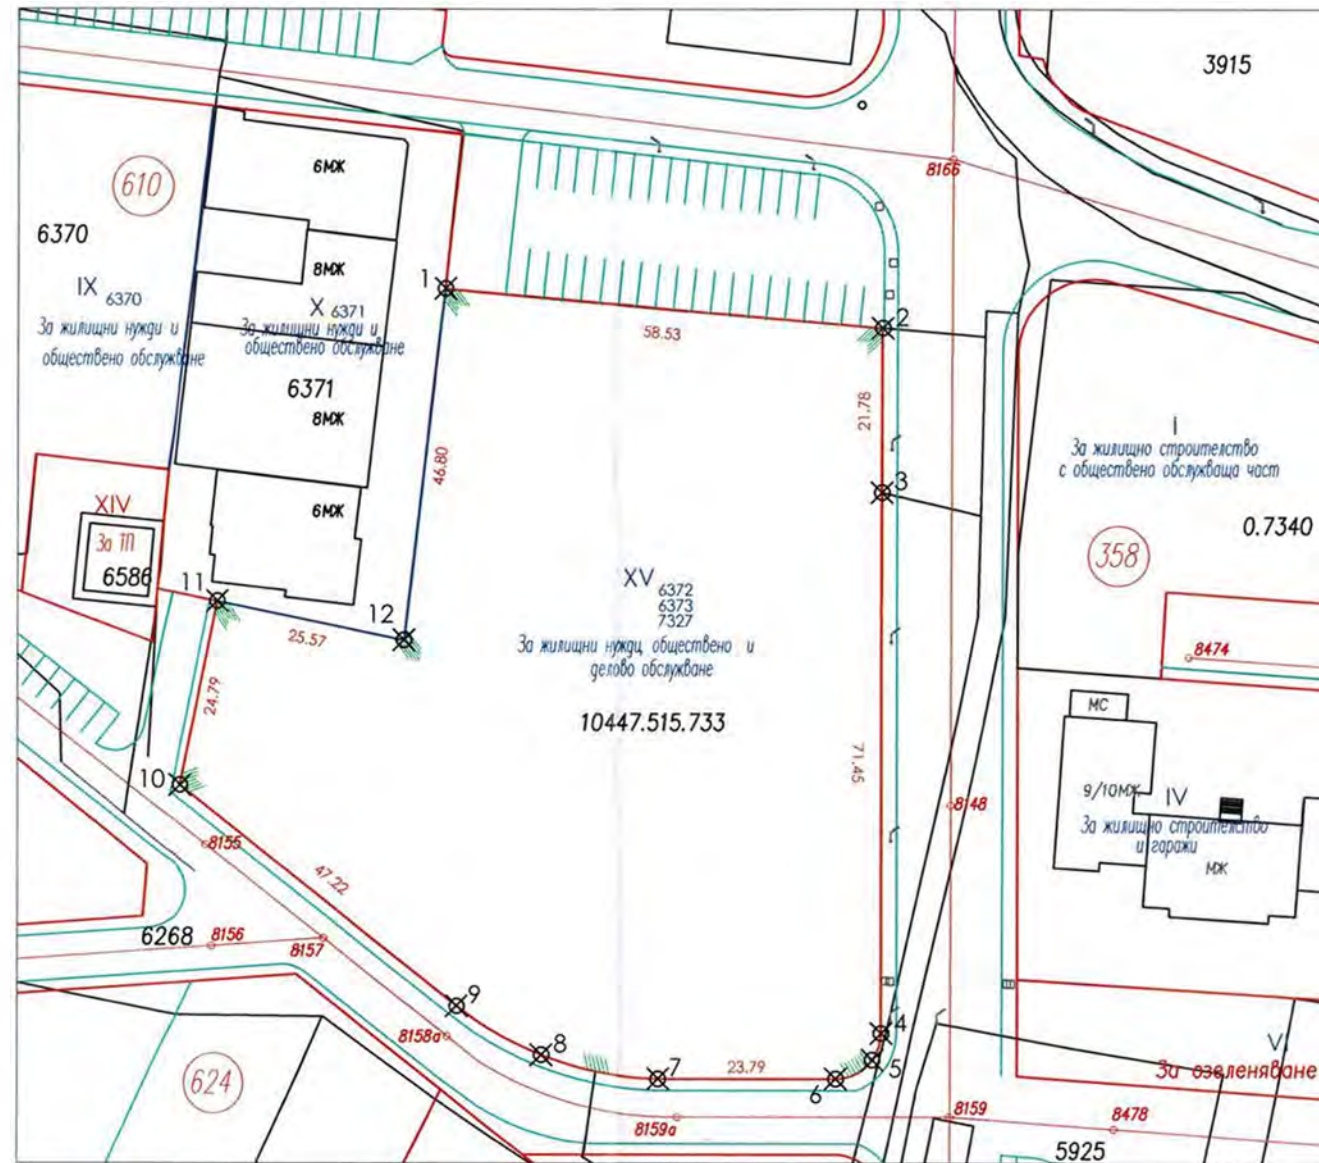 3915
8166
610
6МЖ
6370
8МЖ
1
IX 6370
X 6371
2
За жилищни нужди и
обществено обслужване
За жилищни нужди и
обществено обслужване
58.53
6371
8МЖ
21.78
I
За жилищно строителство
с обществено обслужваща част
46.80
3
XIV
6МЖ
0.7340
За ТП
358
6586
11
XV 6372
6373
7327
12
25.57
За жилищни нужди, обществено и
делово обслужване
8474
24.79
МС
10447.515.733
10
71.45
9/10МЖ
IV
8148
За жилищно строителство
и гаражи
8155
МЖ
47.22
6268
8156
8157
9
4
8158а
8
V,
5
За озеленяване
624
7
23.79
6
8159а
8159
8478
5925